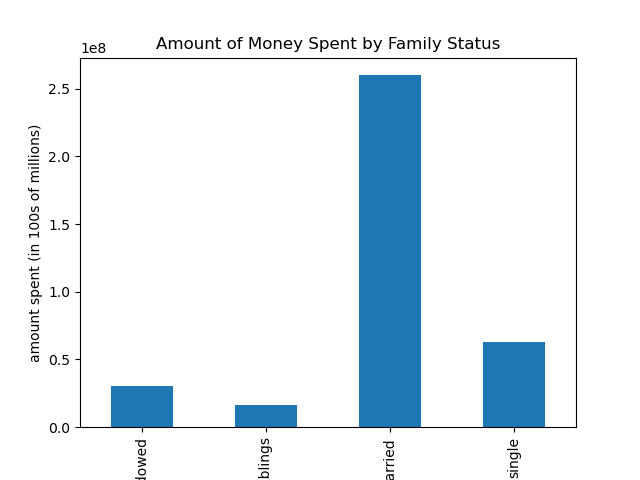 Amount of Money Spent by Family Status
1e8
amount spent (in 100s of millions)
2.5
2.0
1.5
1.0
0.5
0.0
dowed
blings
arried
single